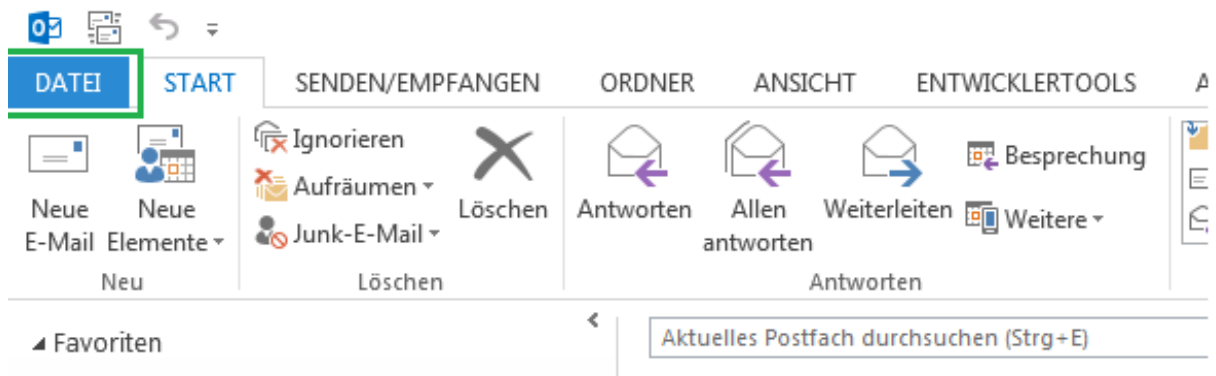 DATEI START SENDEN/EMPFANGEN ORDNER ANSICHT ENTWICKLERTOOLS A
Neue E-Mail
Neue Elemente
Neu
Ignorieren
Aufräumen
Junk-E-Mail
Löschen
Löschen
Antworten
Allen antworten
Weiterleiten
Besprechung
Weitere
Antworten
Favoriten
Aktuelles Postfach durchsuchen (Strg+E)